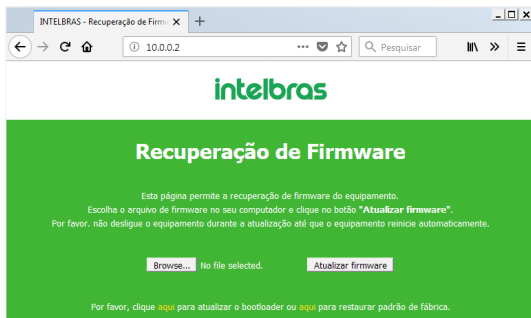 INTELBRAS - Recuperação de Firm
10.0.0.2
Pesquisar
intelbras
Recuperação de Firmware
Esta página permite a recuperação de firmware do equipamento.
Escolha o arquivo de firmware no seu computador e clique no botão "Atualizar firmware".
Por favor. não desligue o equipamento durante a atualização até que o equipamento reinicie automaticamente.
Browse... No file selected. Atualizar firmware
Por favor, clique aqui para atualizar o bootloader ou aqui para restaurar padrão de fábrica.